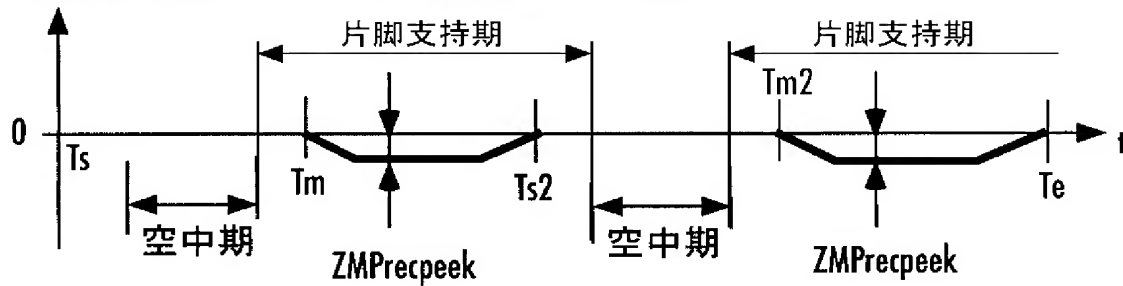 片脚支持期 片脚支持期
Tm2
0 t
Ts
Tm Ts2 Te
空中期 空中期
ZMPrecpeek ZMPrecpeek